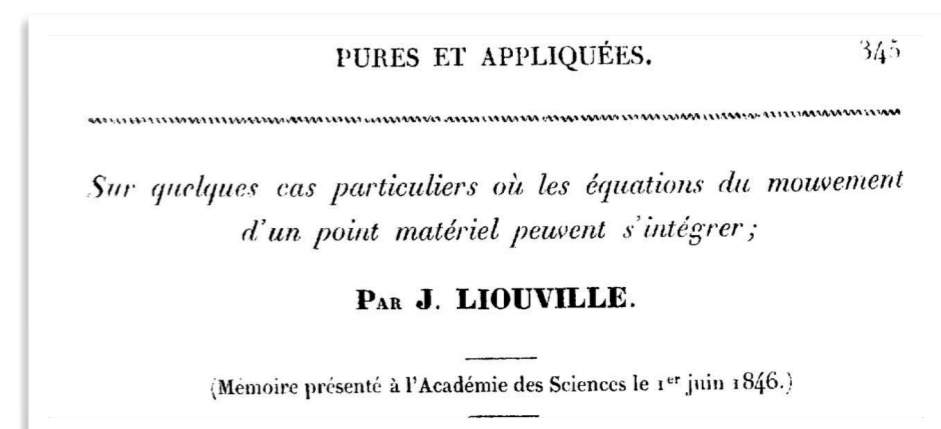 PURES ET APPLIQUÉES. 345
Sur quelques cas particuliers où les équations du mouvement
d'un point matériel peuvent s'intégrer;
PAR J. LIOUVILLE.
(Mémoire présenté à l'Académie des Sciences le 1er juin 1846.)